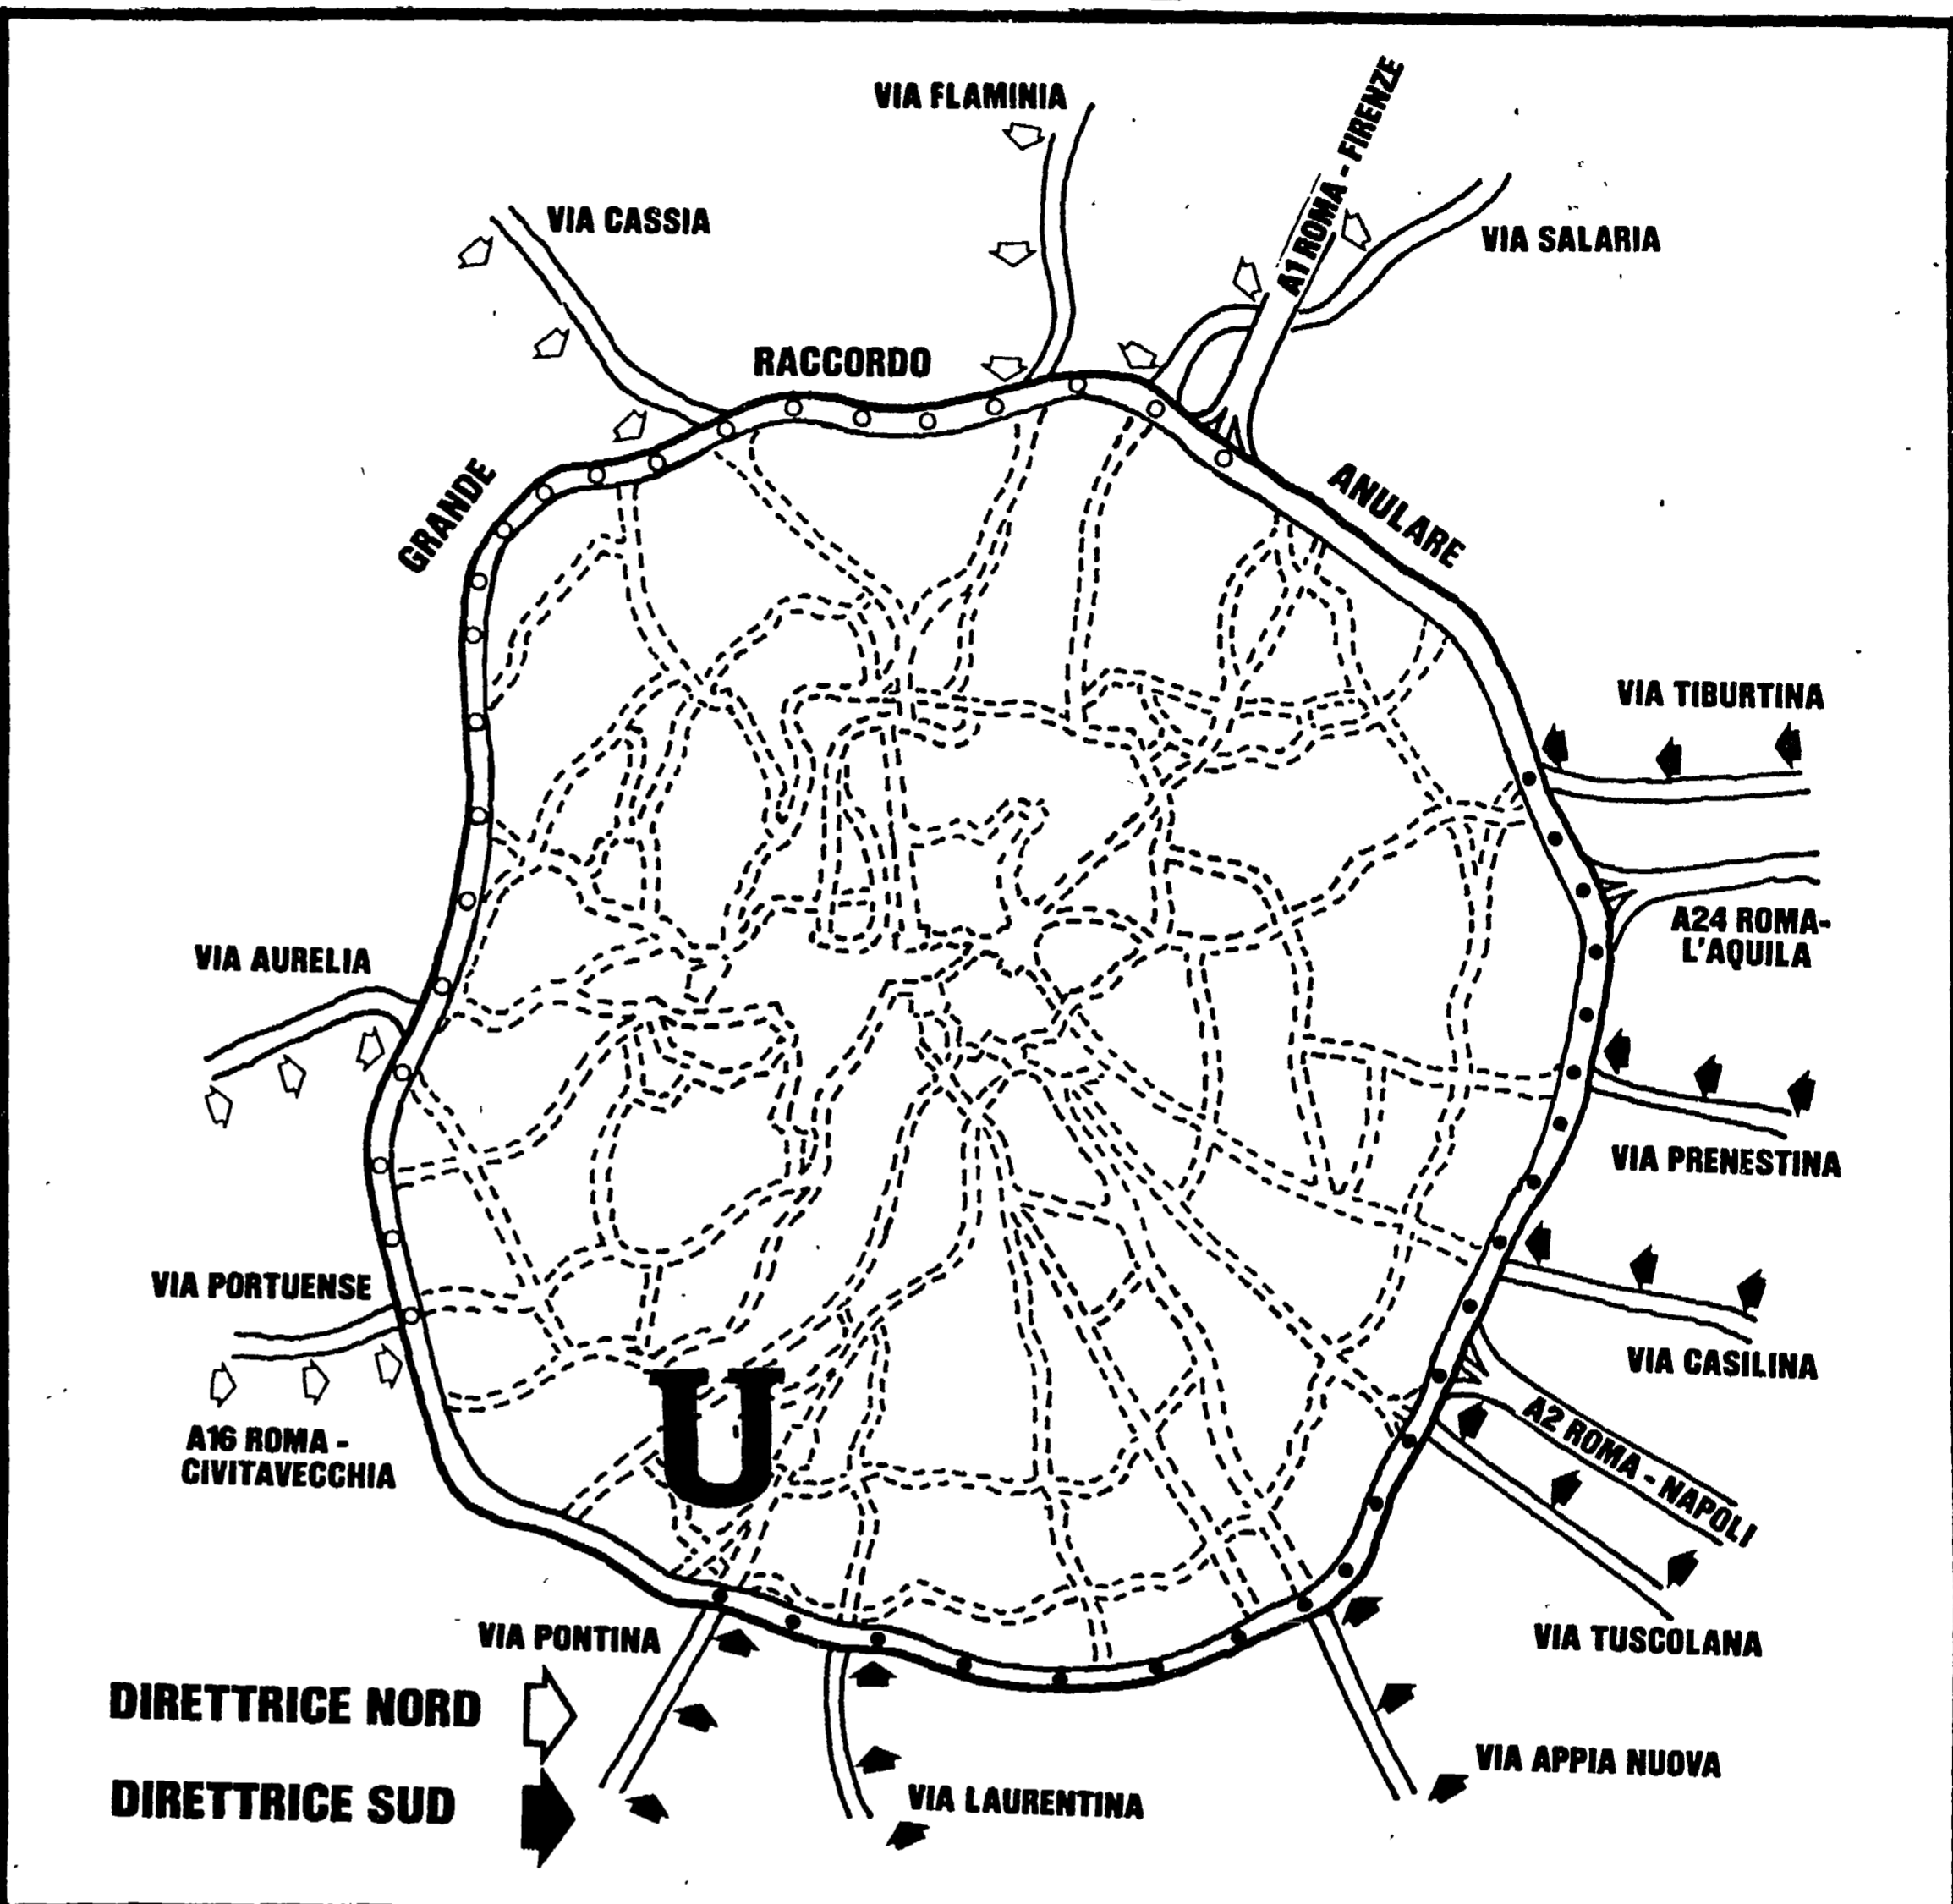 VIA FLAMINIA
A1 ROMA - FIRENZE
VIA CASSIA
VIA SALARIA
RACCORDO
GRANDE
ANULARE
VIA TIBURTINA
A24 ROMA-
L'AQUILA
VIA AURELIA
VIA PRENESTINA
VIA PORTUENSE
VIA CASILINA
A16 ROMA -
CIVITAVECCHIA
U
A2 ROMA - NAPOLI
VIA TUSCOLANA
VIA PONTINA
DIRETTRICE NORD
VIA APPIA NUOVA
DIRETTRICE SUD
VIA LAURENTINA